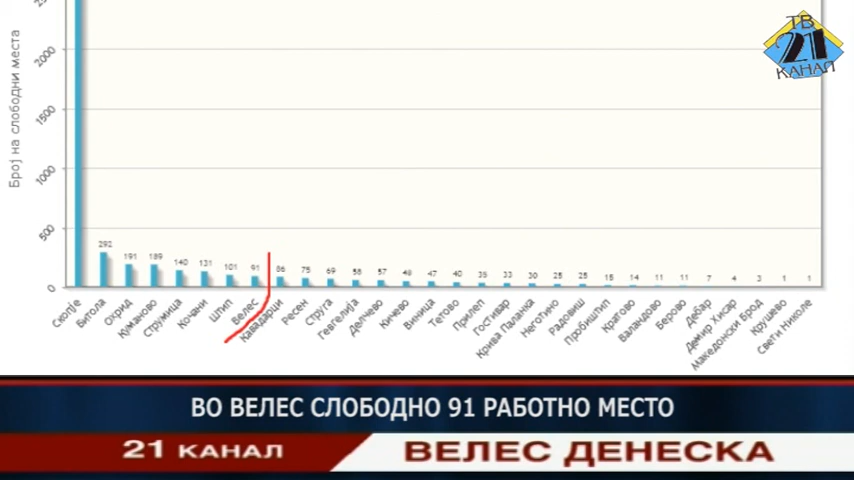 ТВ
21
КАНАЛ
Број на слободни места
2000
1500
1000
500
0
292
191
189
140
131
101
91
86
75
69
58
57
48
47
40
35
33
30
25
25
15
14
11
11
7
4
3
1
1
Скопје
Битола
Охрид
Куманово
Струмица
Кочани
Штип
Велес
Кавадарци
Ресен
Струга
Гевгелија
Делчево
Кичево
Виница
Тетово
Прилеп
Гостивар
Крива Паланка
Неготино
Радовиш
Пробиштип
Кратово
Валандово
Берово
Дебар
Демир Хисар
Македонски Брод
Крушево
Свети Николе
ВО ВЕЛЕС СЛОБОДНО 91 РАБОТНО МЕСТО
21 КАНАЛ
ВЕЛЕС ДЕНЕСКА